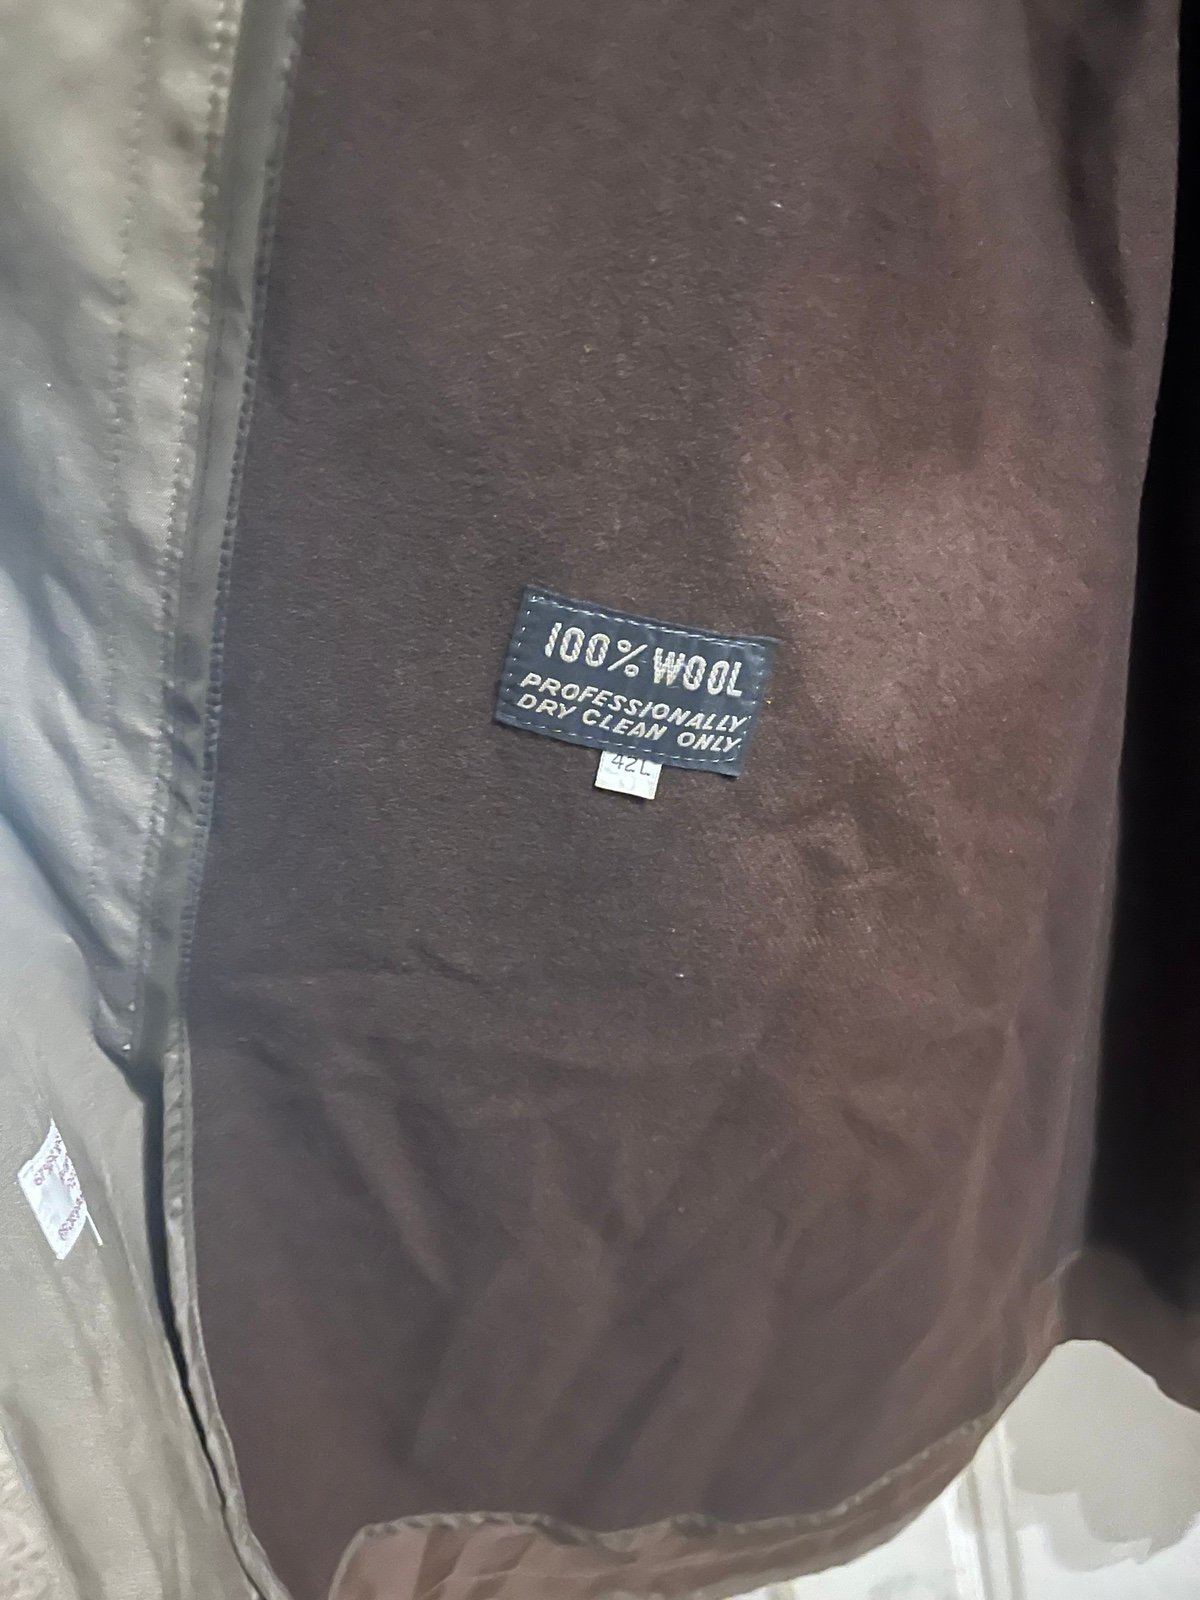 100% WOOL
PROFESSIONALLY
DRY CLEAN ONLY
42L